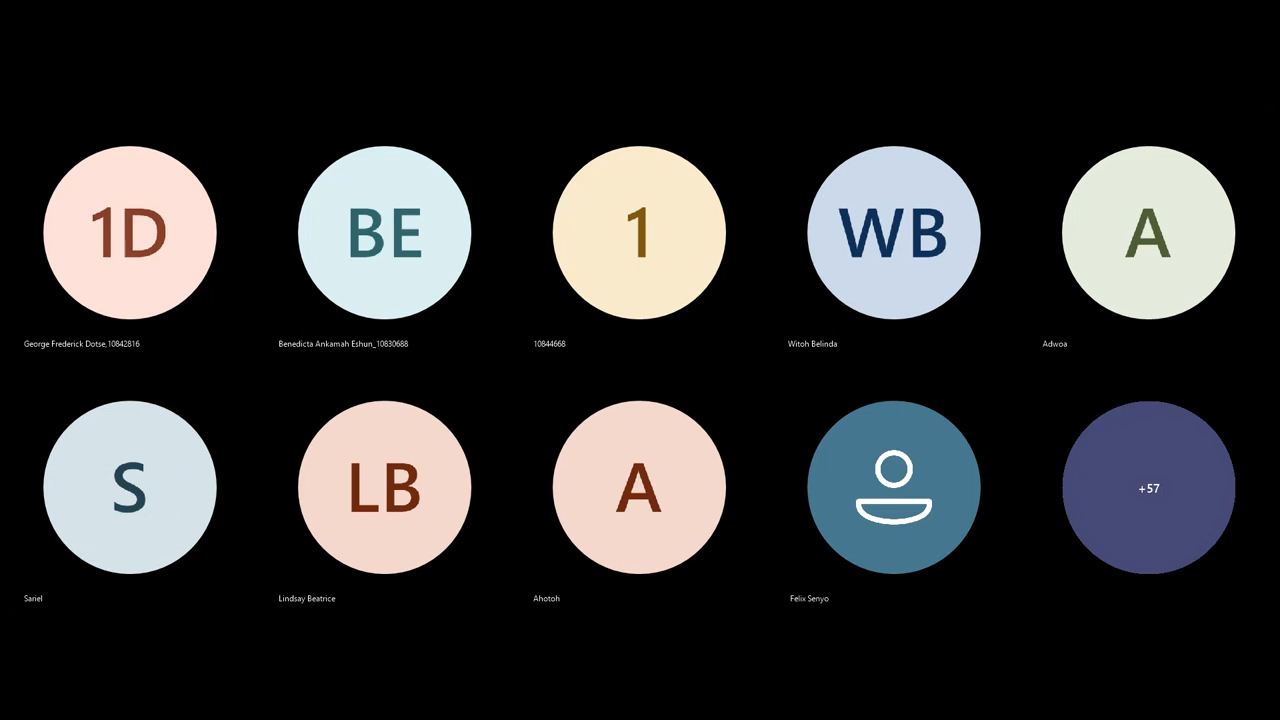 1D
BE
1
WB
A
George Frederick Dotse,10842816
Benedicta Ankamah Eshun_10830688
10844668
Witoh Belinda
Adwoa
S
LB
A
+57
Sariel
Lindsay Beatrice
Ahotoh
Felix Senyo